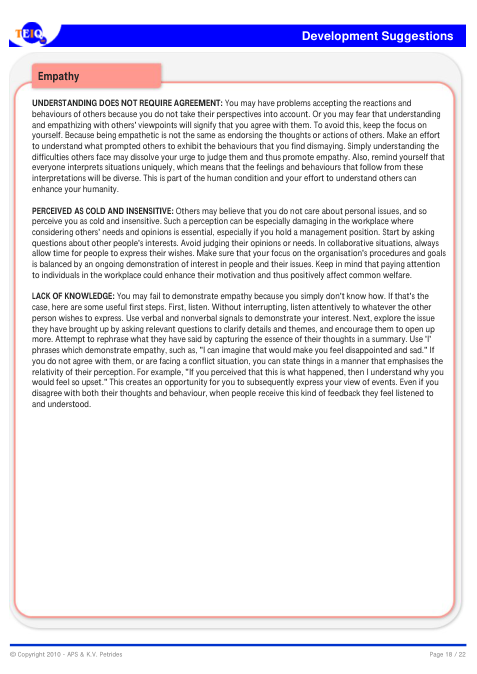 TEIQ
Development Suggestions
Empathy
UNDERSTANDING DOES NOT REQUIRE AGREEMENT: You may have problems accepting the reactions and
behaviours of others because you do not take their perspectives into account. Or you may fear that understanding
and empathizing with others' viewpoints will signify that you agree with them. To avoid this, keep the focus on
yourself. Because being empathetic is not the same as endorsing the thoughts or actions of others. Make an effort
to understand what prompted others to exhibit the behaviours that you find dismaying. Simply understanding the
difficulties others face may dissolve your urge to judge them and thus promote empathy. Also, remind yourself that
everyone interprets situations uniquely, which means that the feelings and behaviours that follow from these
interpretations will be diverse. This is part of the human condition and your effort to understand others can
enhance your humanity.
PERCEIVED AS COLD AND INSENSITIVE: Others may believe that you do not care about personal issues, and so
perceive you as cold and insensitive. Such a perception can be especially damaging in the workplace where
considering others' needs and opinions is essential, especially if you hold a management position. Start by asking
questions about other people's interests. Avoid judging their opinions or needs. In collaborative situations, always
allow time for people to express their wishes. Make sure that your focus on the organisation's procedures and goals
is balanced by an ongoing demonstration of interest in people and their issues. Keep in mind that paying attention
to individuals in the workplace could enhance their motivation and thus positively affect common welfare.
LACK OF KNOWLEDGE: You may fail to demonstrate empathy because you simply don't know how. If that's the
case, here are some useful first steps. First, listen. Without interrupting, listen attentively to whatever the other
person wishes to express. Use verbal and nonverbal signals to demonstrate your interest. Next, explore the issue
they have brought up by asking relevant questions to clarify details and themes, and encourage them to open up
more. Attempt to rephrase what they have said by capturing the essence of their thoughts in a summary. Use 'I'
phrases which demonstrate empathy, such as, "I can imagine that would make you feel disappointed and sad." If
you do not agree with them, or are facing a conflict situation, you can state things in a manner that emphasises the
relativity of their perception. For example, "If you perceived that this is what happened, then I understand why you
would feel so upset." This creates an opportunity for you to subsequently express your view of events. Even if you
disagree with both their thoughts and behaviour, when people receive this kind of feedback they feel listened to
and understood.
© Copyright 2010 - APS & K.V. Petrides
Page 18 / 22